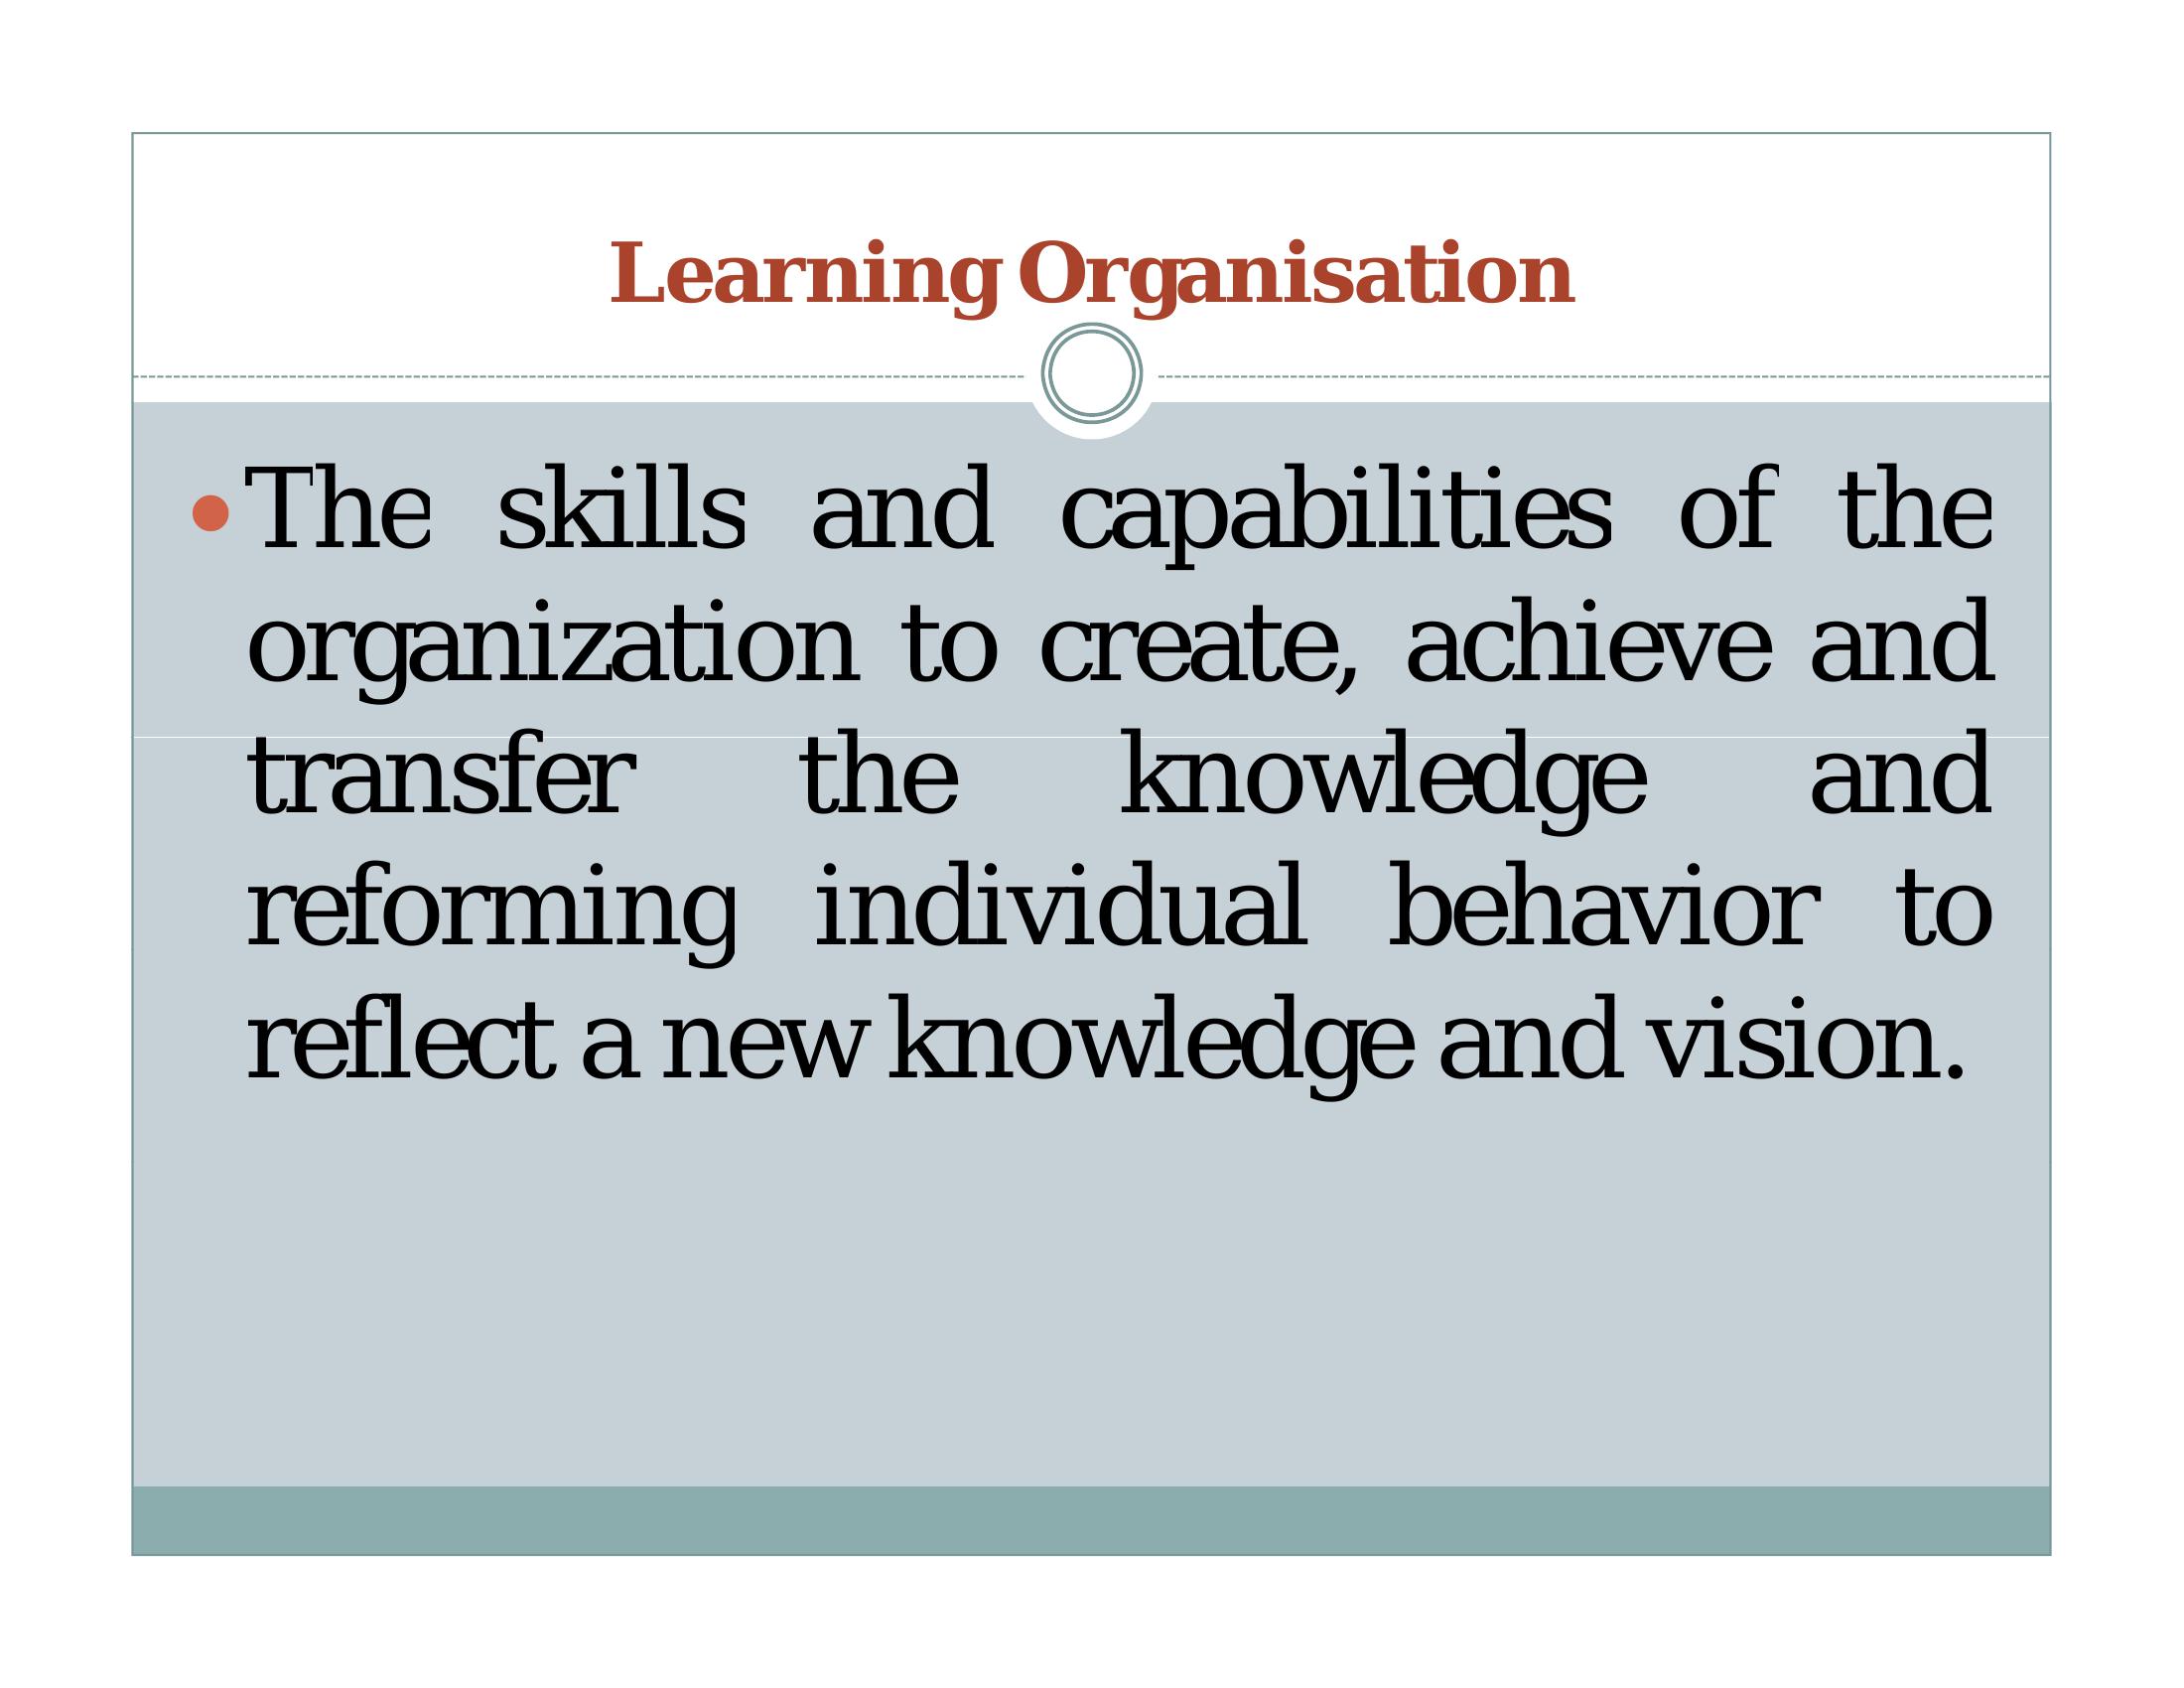 Learning Organisation
• The skills and capabilities of the
organization to create, achieve and
transfer the knowledge and
reforming individual behavior to
reflect a new knowledge and vision.